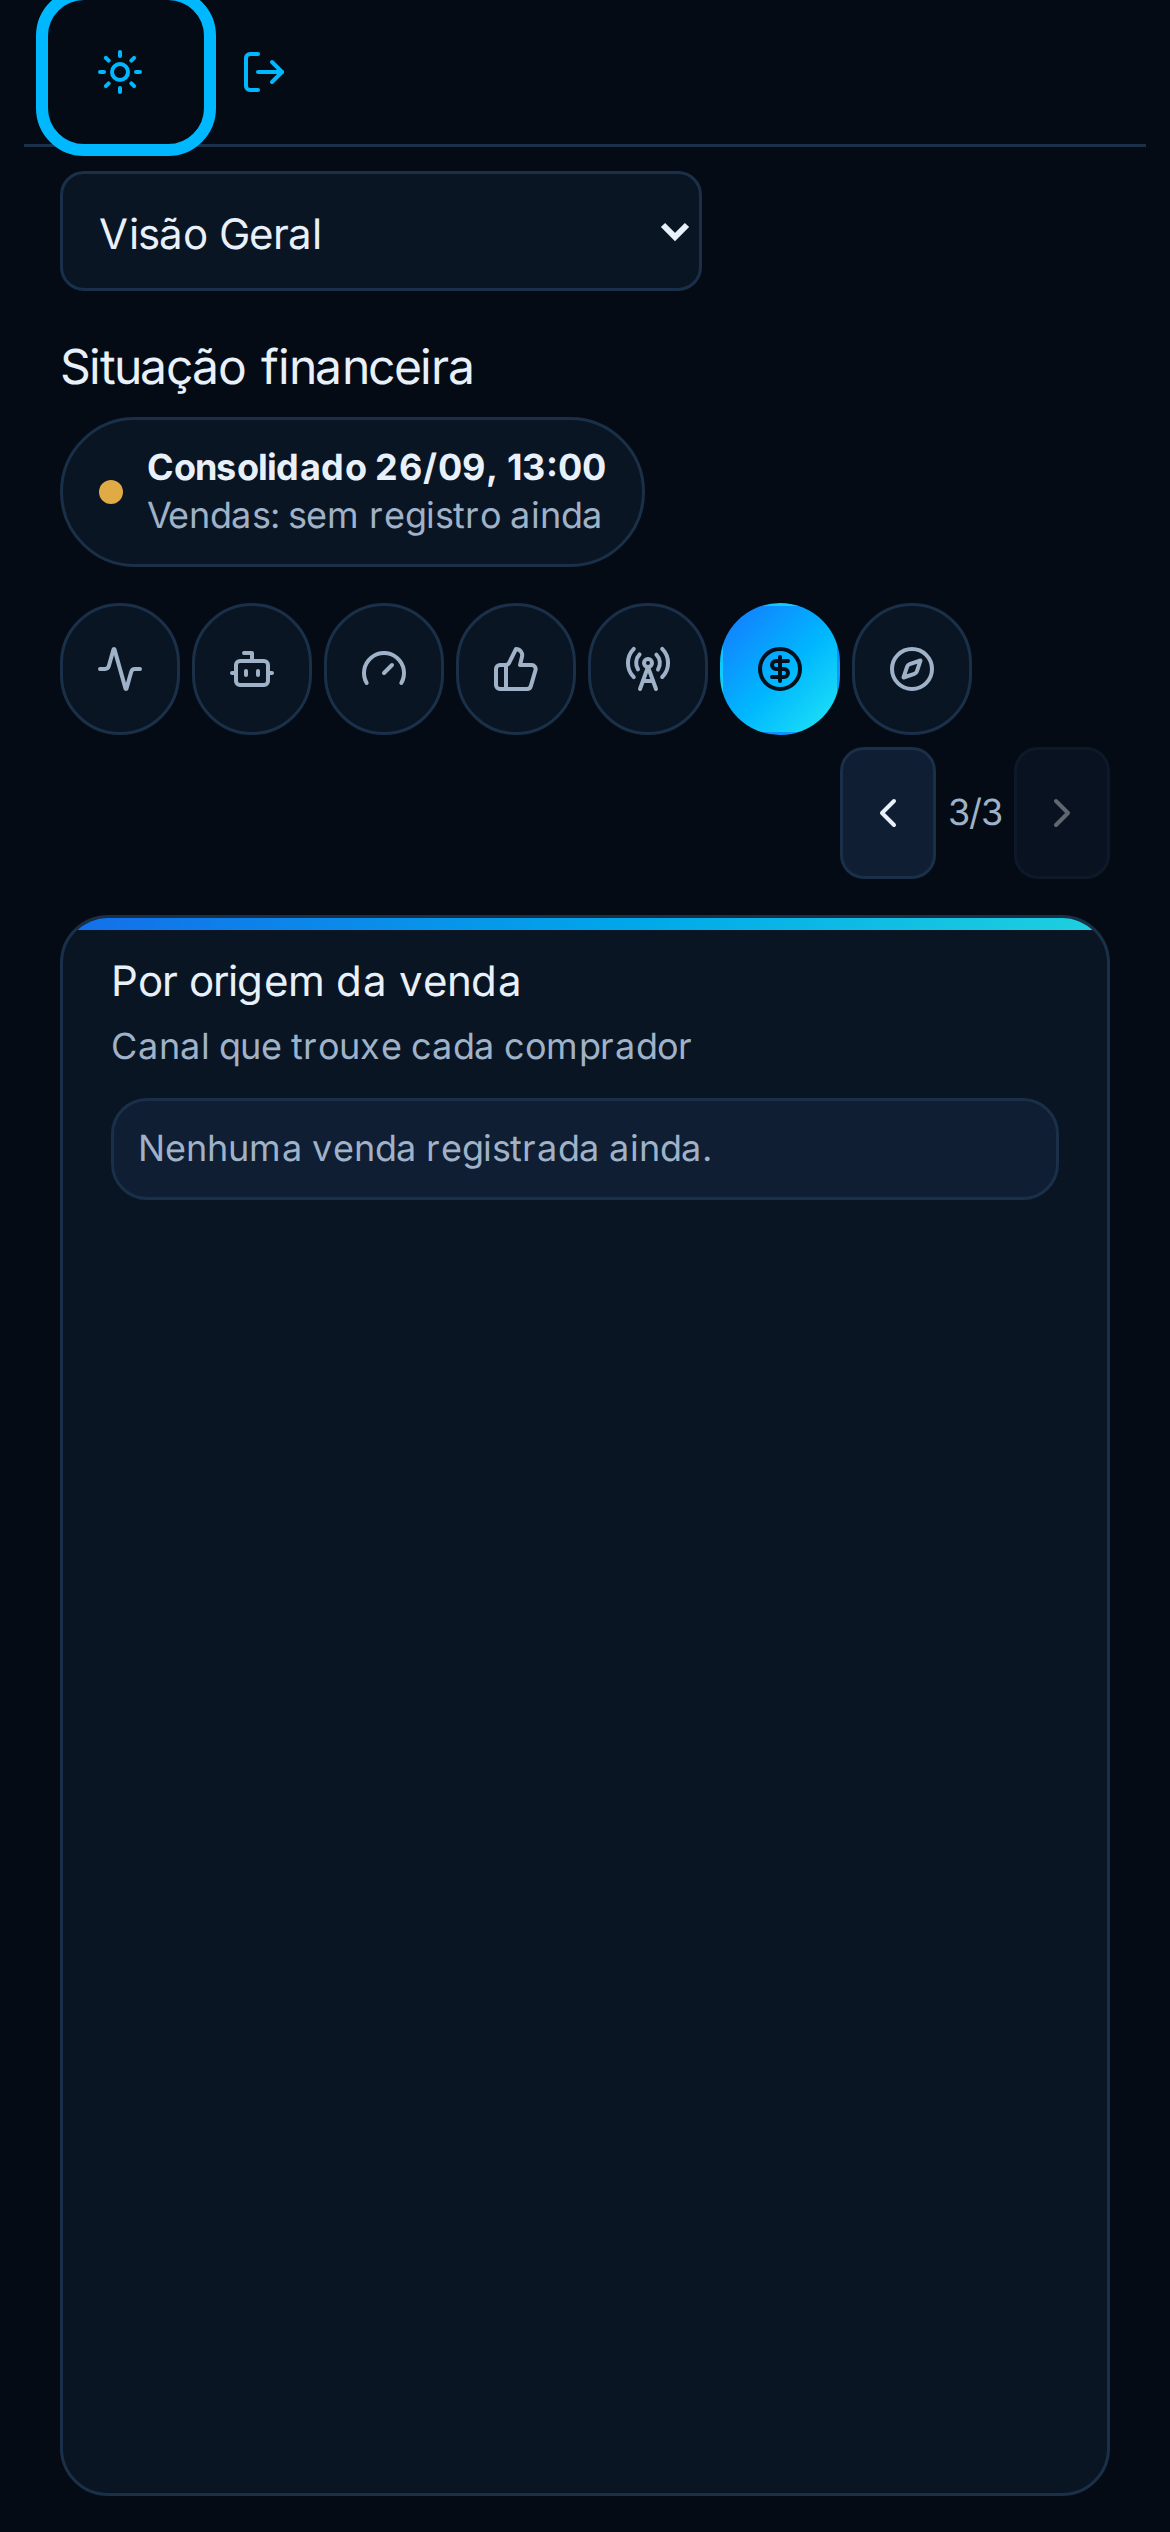 Visão Geral
Situação financeira
Consolidado 26/09, 13:00
Vendas: sem registro ainda
3/3
Por origem da venda
Canal que trouxe cada comprador
Nenhuma venda registrada ainda.